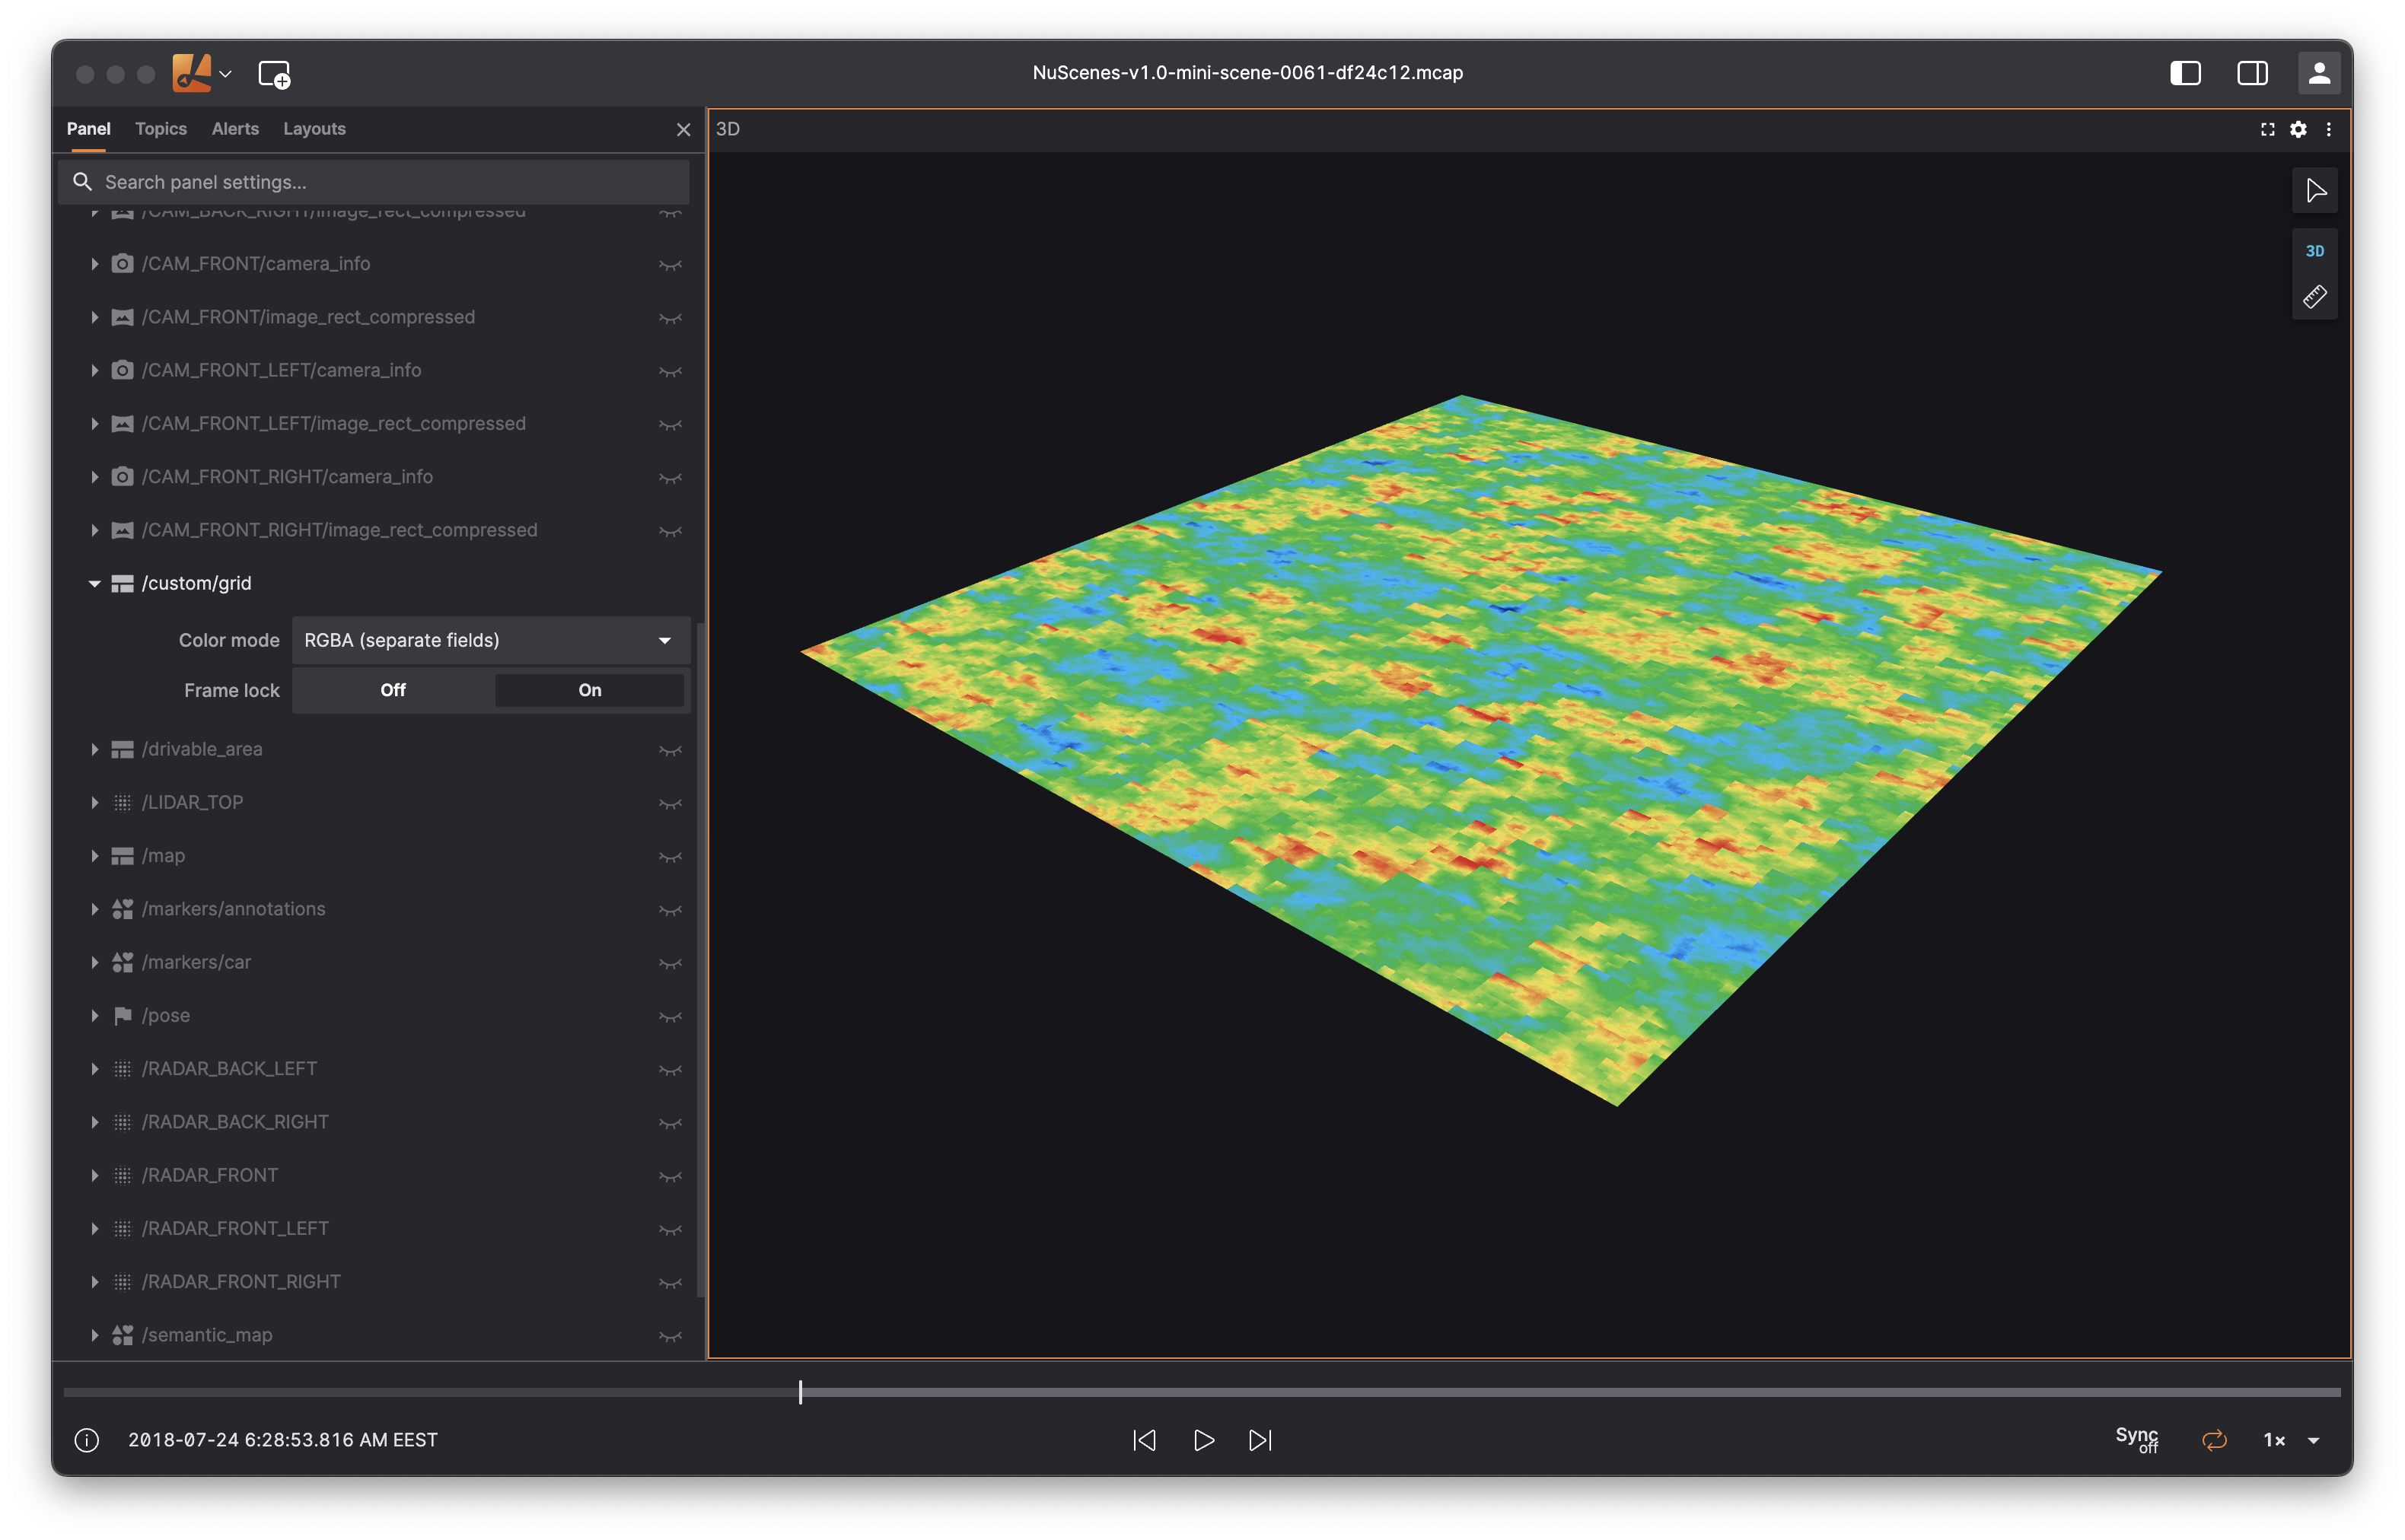 NuScenes-v1.0-mini-scene-0061-df24c12.mcap
Panel Topics Alerts Layouts
Search panel settings...
/CAM_BACK_RIGHT/image_rect_compressed
/CAM_FRONT/camera_info
/CAM_FRONT/image_rect_compressed
/CAM_FRONT_LEFT/camera_info
/CAM_FRONT_LEFT/image_rect_compressed
/CAM_FRONT_RIGHT/camera_info
/CAM_FRONT_RIGHT/image_rect_compressed
/custom/grid
Color mode RGBA (separate fields)
Frame lock Off On
/drivable_area
/LIDAR_TOP
/map
/markers/annotations
/markers/car
/pose
/RADAR_BACK_LEFT
/RADAR_BACK_RIGHT
/RADAR_FRONT
/RADAR_FRONT_LEFT
/RADAR_FRONT_RIGHT
/semantic_map
3D
3D
2018-07-24 6:28:53.816 AM EEST
Sync
off
1×